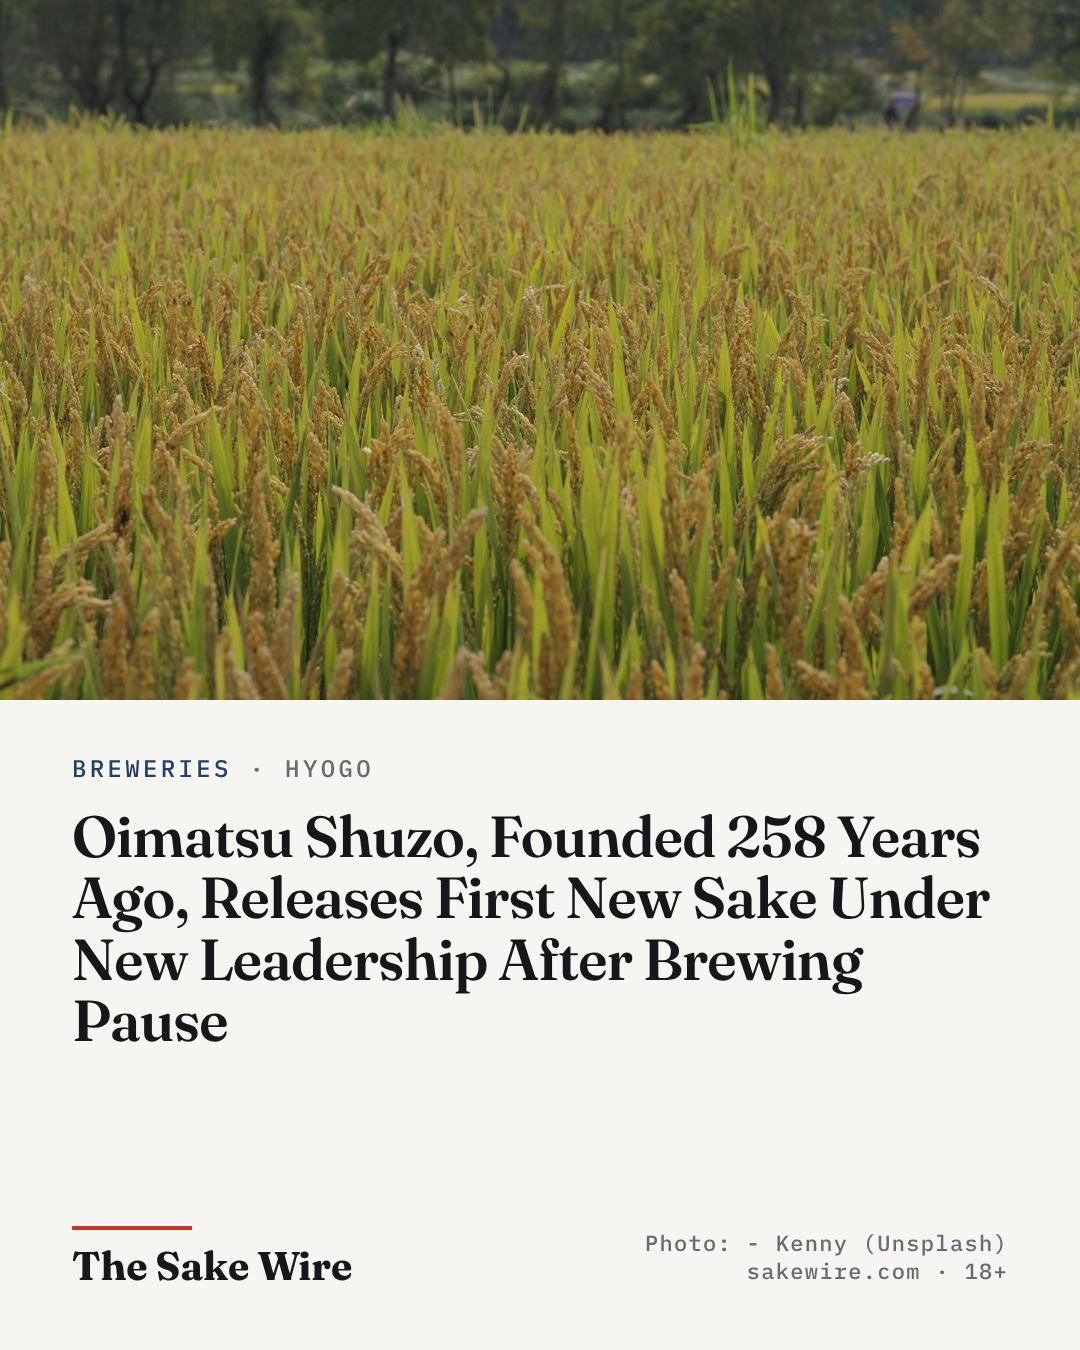 BREWERIES · HYOGO
Oimatsu Shuzo, Founded 258 Years
Ago, Releases First New Sake Under
New Leadership After Brewing
Pause
The Sake Wire
Photo: - Kenny (Unsplash)
sakewire.com · 18+